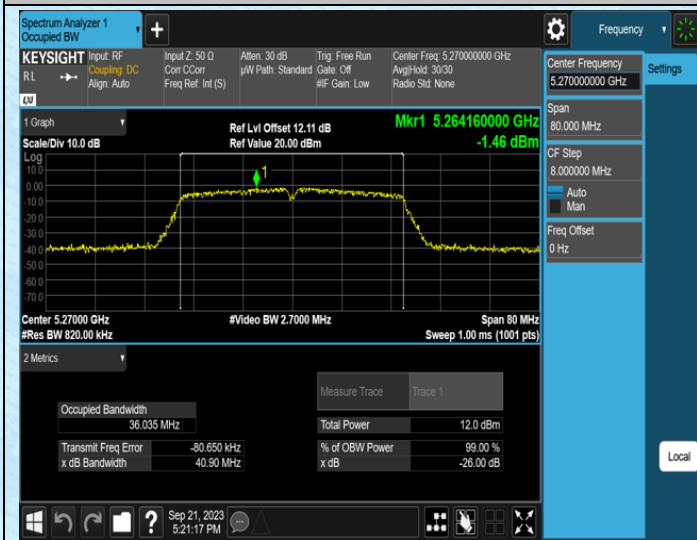 Spectrum Analyzer 1
Occupied BW
Frequency
KEYSIGHT
RL
LXI
Input: RF
Coupling: DC
Align: Auto
Input Z: 50 Ω
Corr CCorr
Freq Ref: Int (S)
Atten: 30 dB
µW Path: Standard
Trig: Free Run
Gate: Off
#IF Gain: Low
Center Freq: 5.270000000 GHz
Avg|Hold: 30/30
Radio Std: None
Center Frequency
5.270000000 GHz
Settings
Span
80.000 MHz
CF Step
8.000000 MHz
Auto
Man
Freq Offset
0 Hz
Local
1 Graph
Scale/Div 10.0 dB
Ref Lvl Offset 12.11 dB
Ref Value 20.00 dBm
Mkr1 5.264160000 GHz
-1.46 dBm
Log
10.0
0.00
-10.0
-20.0
-30.0
-40.0
-50.0
-60.0
-70.0
1
Center 5.27000 GHz
#Res BW 820.00 kHz
#Video BW 2.7000 MHz
Span 80 MHz
Sweep 1.00 ms (1001 pts)
2 Metrics
Measure Trace
Trace 1
Occupied Bandwidth
36.035 MHz
Total Power
12.0 dBm
Transmit Freq Error
-80.650 kHz
% of OBW Power
99.00 %
x dB Bandwidth
40.90 MHz
x dB
-26.00 dB
?
Sep 21, 2023
5:21:17 PM